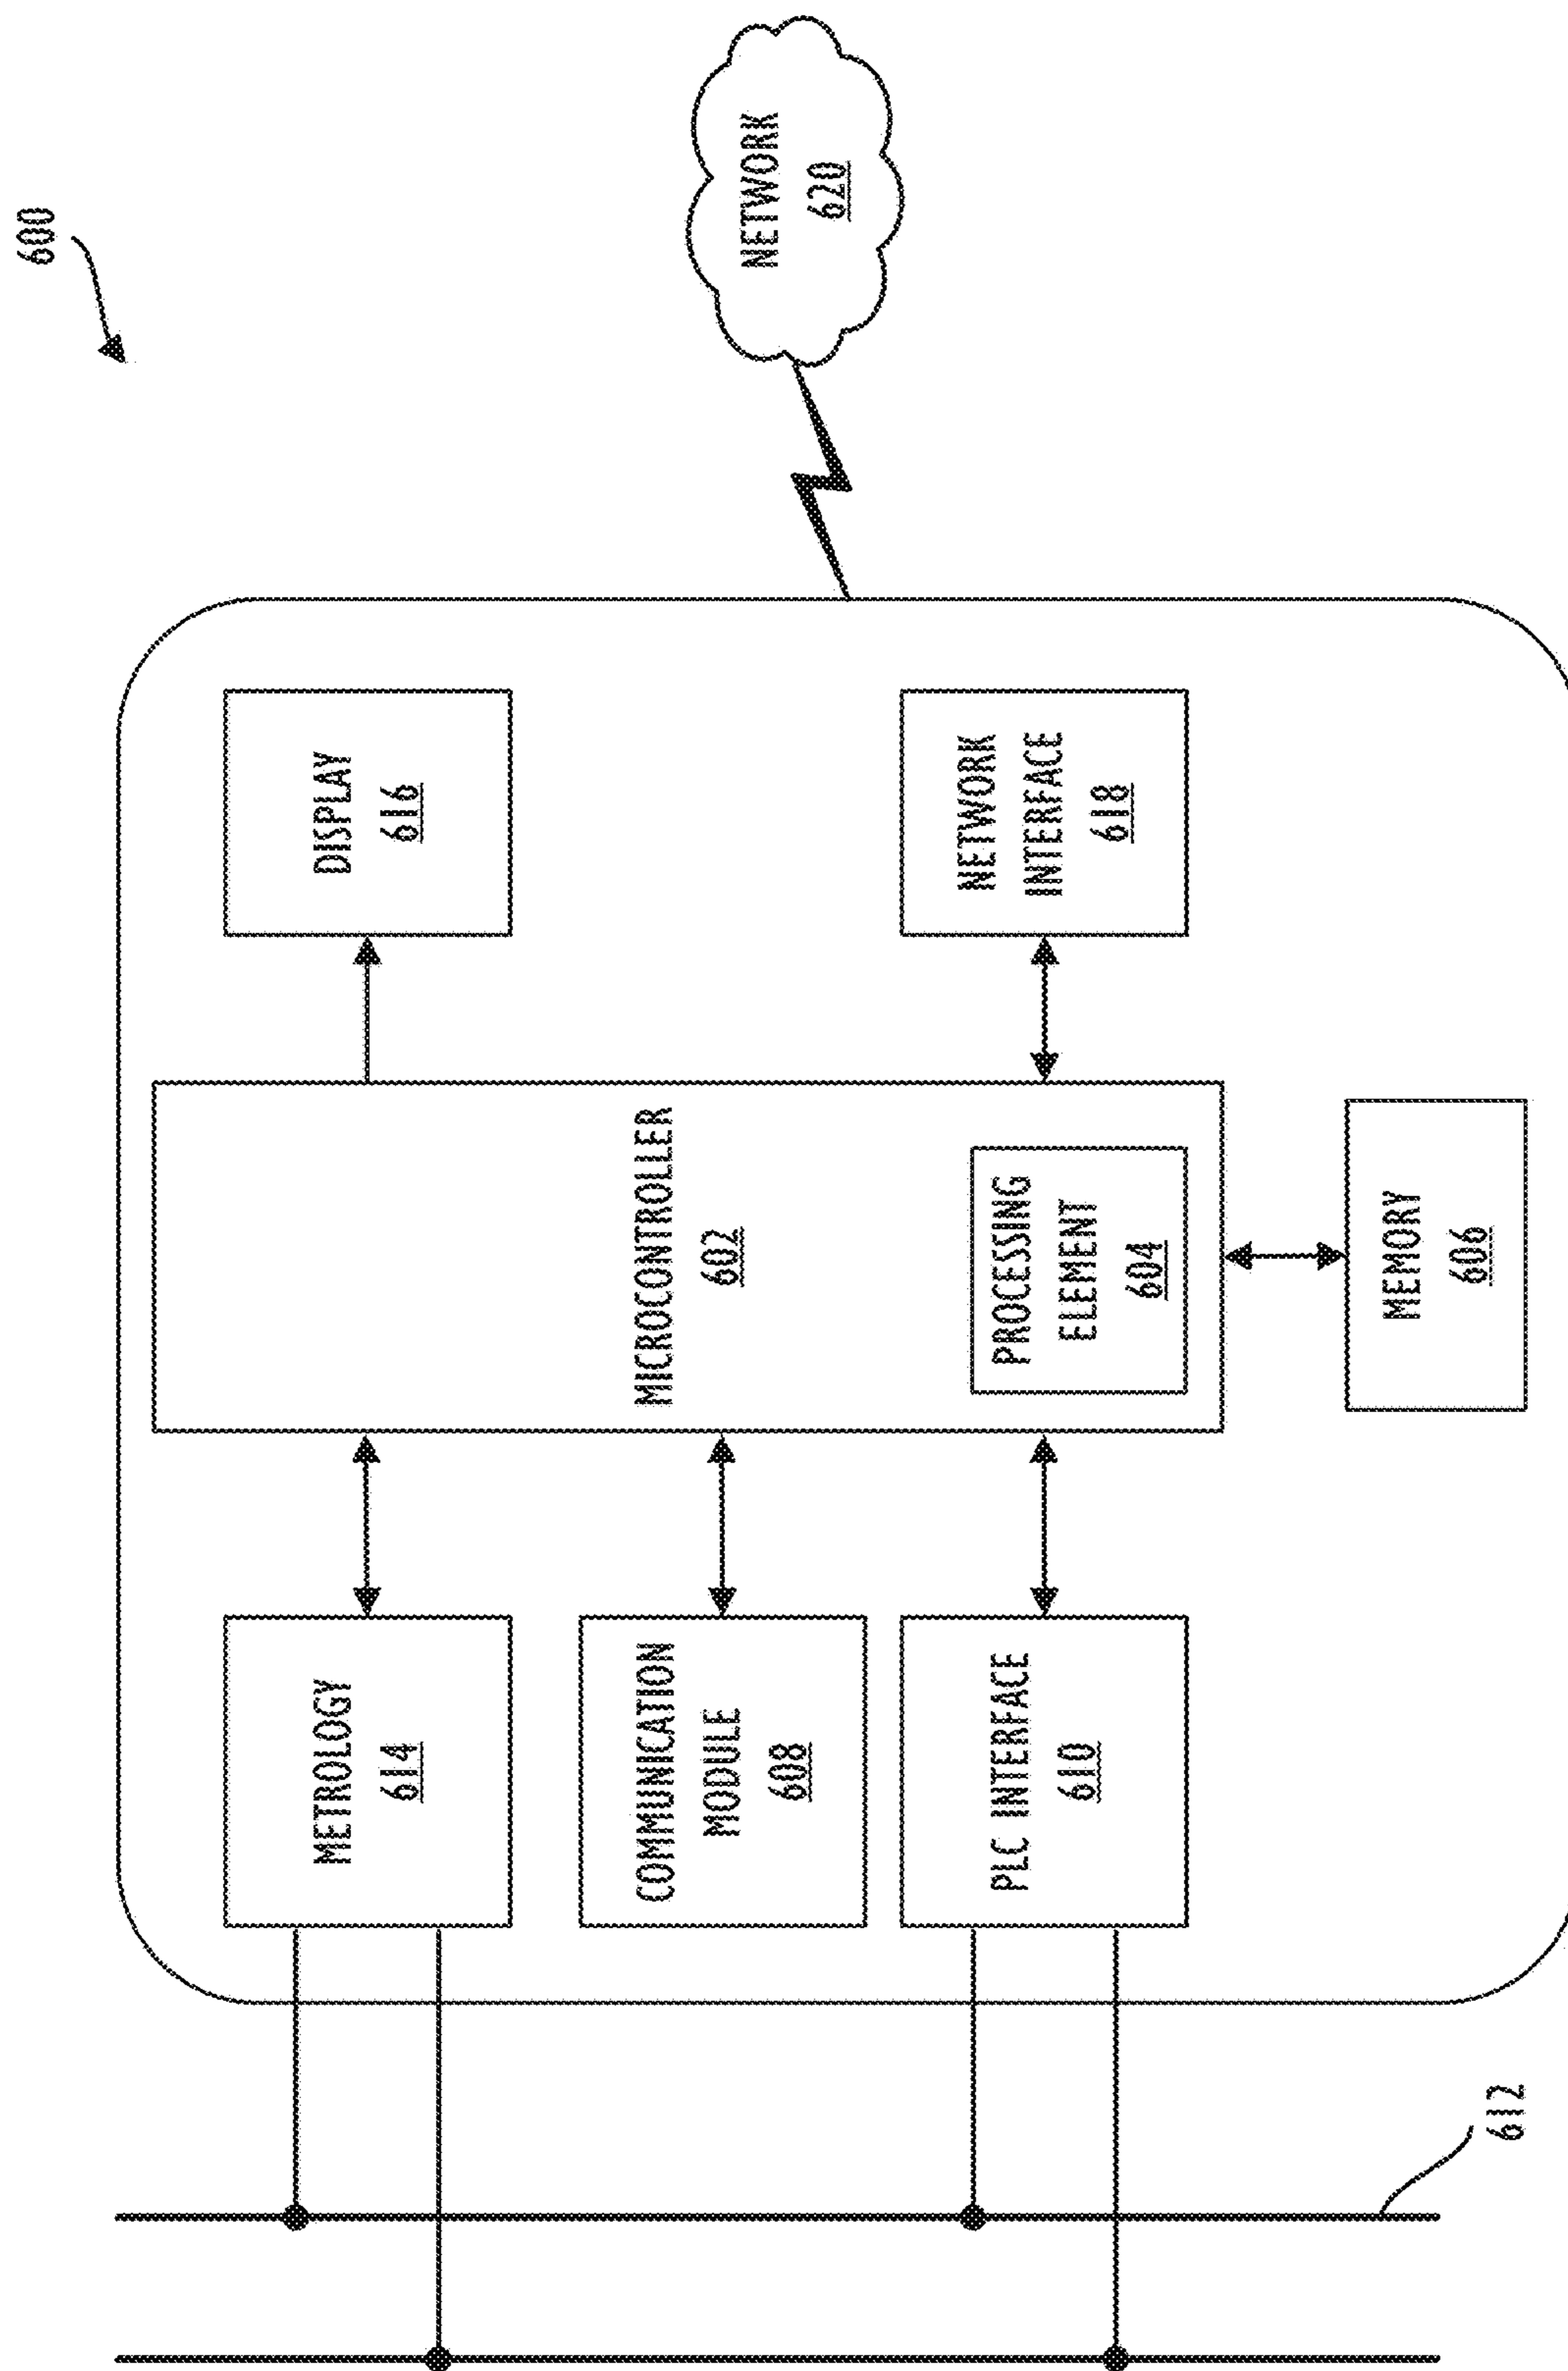 600
METROLOGY
614
DISPLAY
616
MICROCONTROLLER
602
COMMUNICATION
MODULE
608
NETWORK
620
PLC INTERFACE
610
PROCESSING
ELEMENT
604
NETWORK
INTERFACE
618
MEMORY
606
612